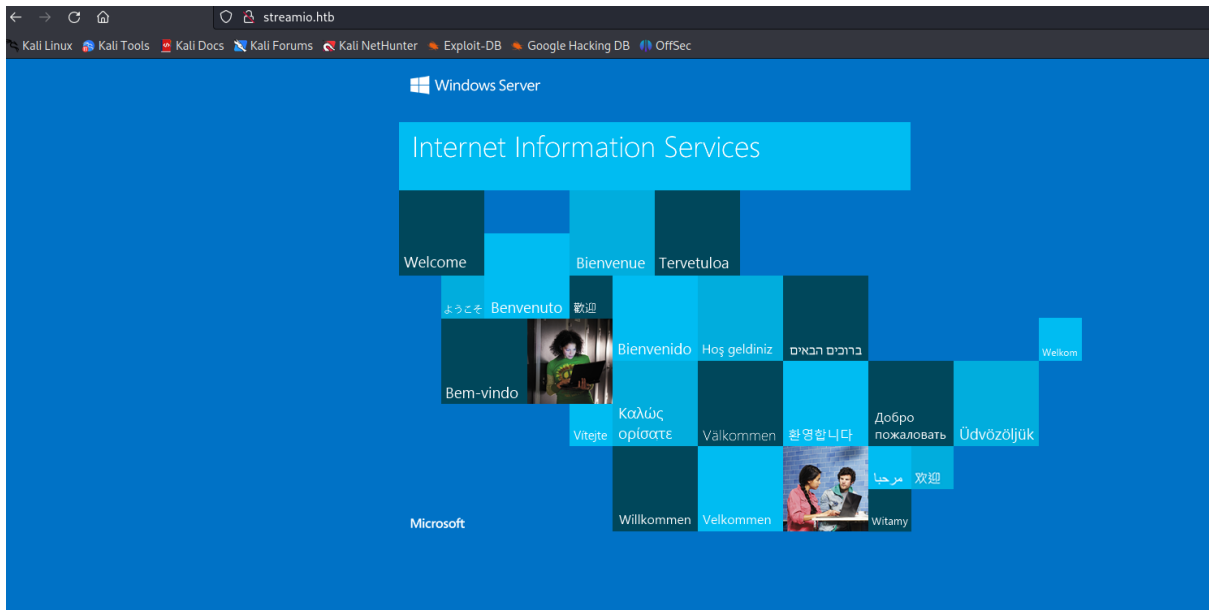 streamio.htb
Kali Linux Kali Tools Kali Docs Kali Forums Kali NetHunter Exploit-DB Google Hacking DB OffSec
Windows Server
Internet Information Services
Welcome
Bienvenue
Tervetuloa
ようこそ
Benvenuto
歡迎
Bienvenido
Hoş geldiniz
ברוכים הבאים
Welkom
Bem-vindo
Vítejte
Καλώς
ορίσατε
Välkommen
환영합니다
Добро
пожаловать
Üdvözöljük
مرحبا
欢迎
Microsoft
Willkommen
Velkommen
Witamy